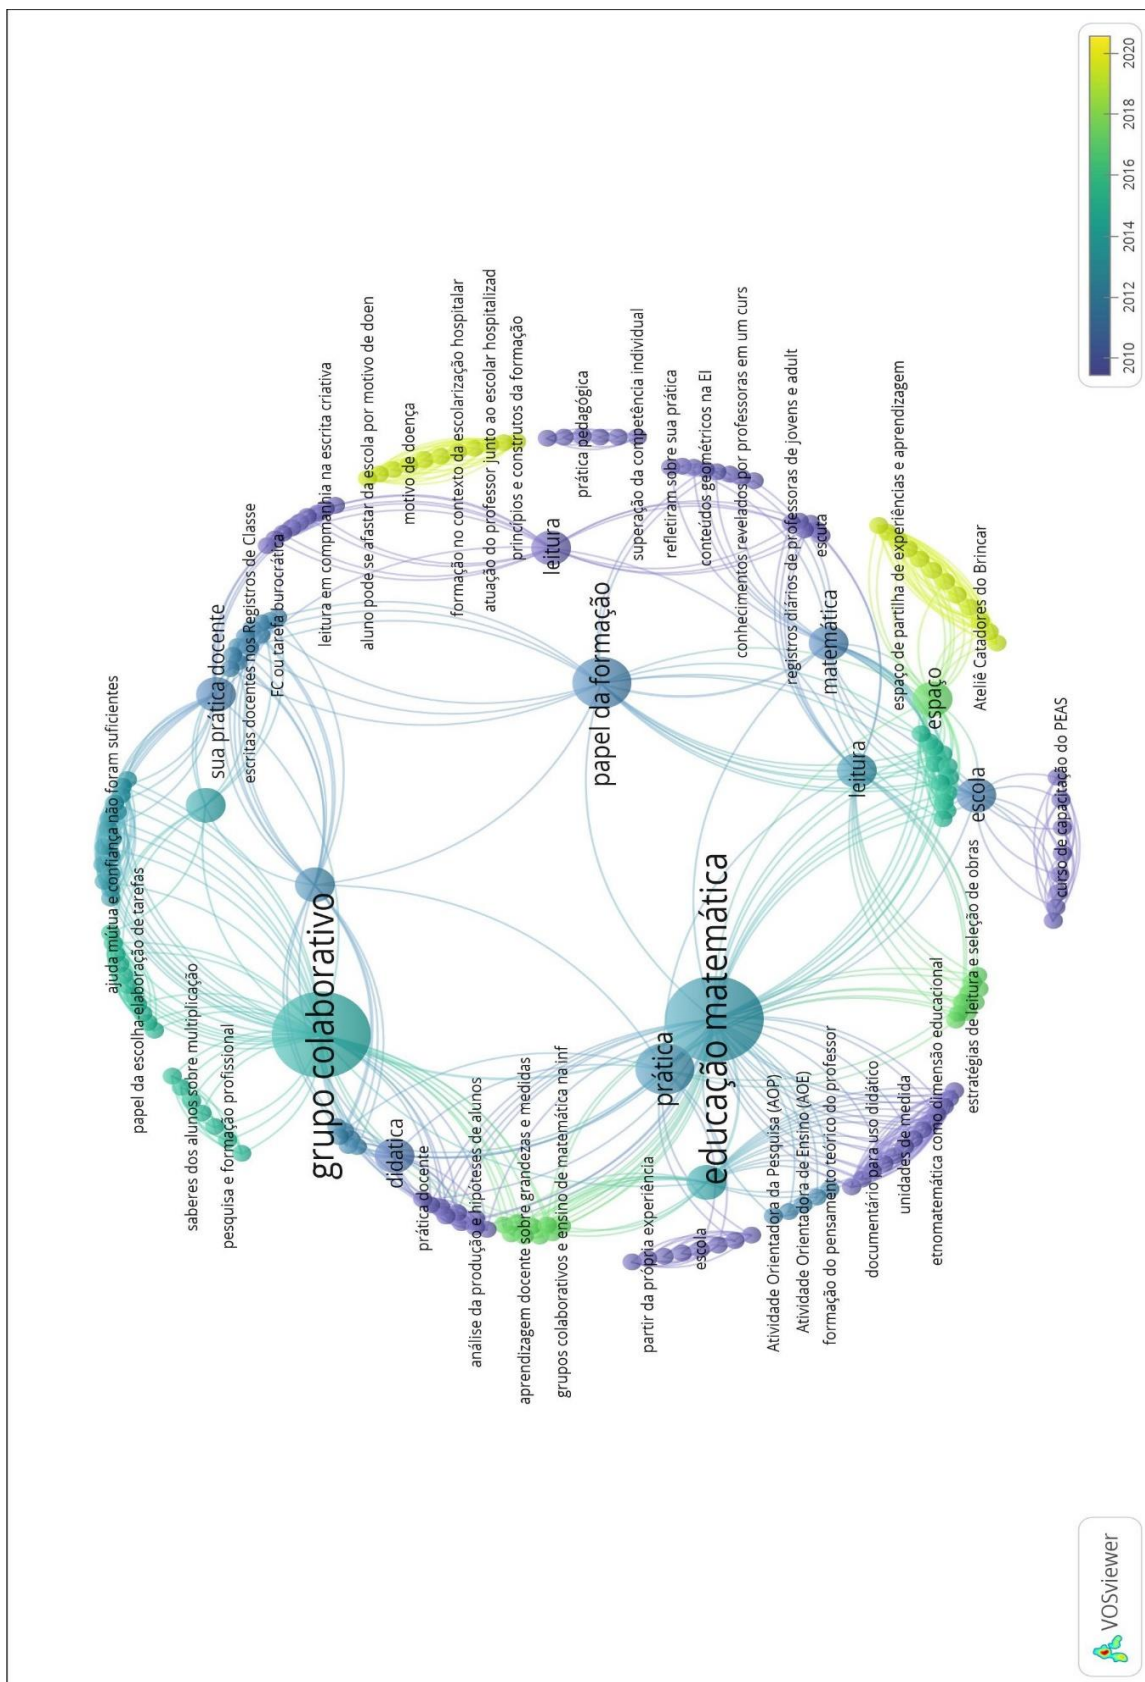 ajuda mútua e confiança não foram suficientes
papel da escolha-elaboração de tarefas
saberes dos alunos sobre multiplicação
pesquisa e formação profissional
sua prática docente
escritas docentes nos Registros de Classe
FC ou tarefa burocrática
grupo colaborativo
leitura em compmanhia na escrita criativa
aluno pode se afastar da escola por motivo de doen
motivo de doença
formação no contexto da escolarização hospitalar
atuação do professor junto ao escolar hospitalizad
princípios e construtos da formação
didática
prática docente
análise da produção e hipóteses de alunos
aprendizagem docente sobre grandezas e medidas
grupos colaborativos e ensino de matemática na inf
leitura
prática pedagógica
papel da formação
superação da competência individual
refletiram sobre sua prática
conteúdos geométricos na EI
conhecimentos revelados por professoras em um curs
partir da própria experiência
escola
prática
educação matemática
registros diários de professoras de jovens e adult
escuta
matemática
Atividade Orientadora da Pesquisa (AOP)
Atividade Orientadora de Ensino (AOE)
formação do pensamento teórico do professor
documentário para uso didático
unidades de medida
etnomatemática como dimensão educacional
leitura
espaço de partilha de experiências e aprendizagem
espaço
Ateliê Catadores do Brincar
estratégias de leitura e seleção de obras
escola
curso de capacitação do PEAS
VOSviewer
2010
2012
2014
2016
2018
2020